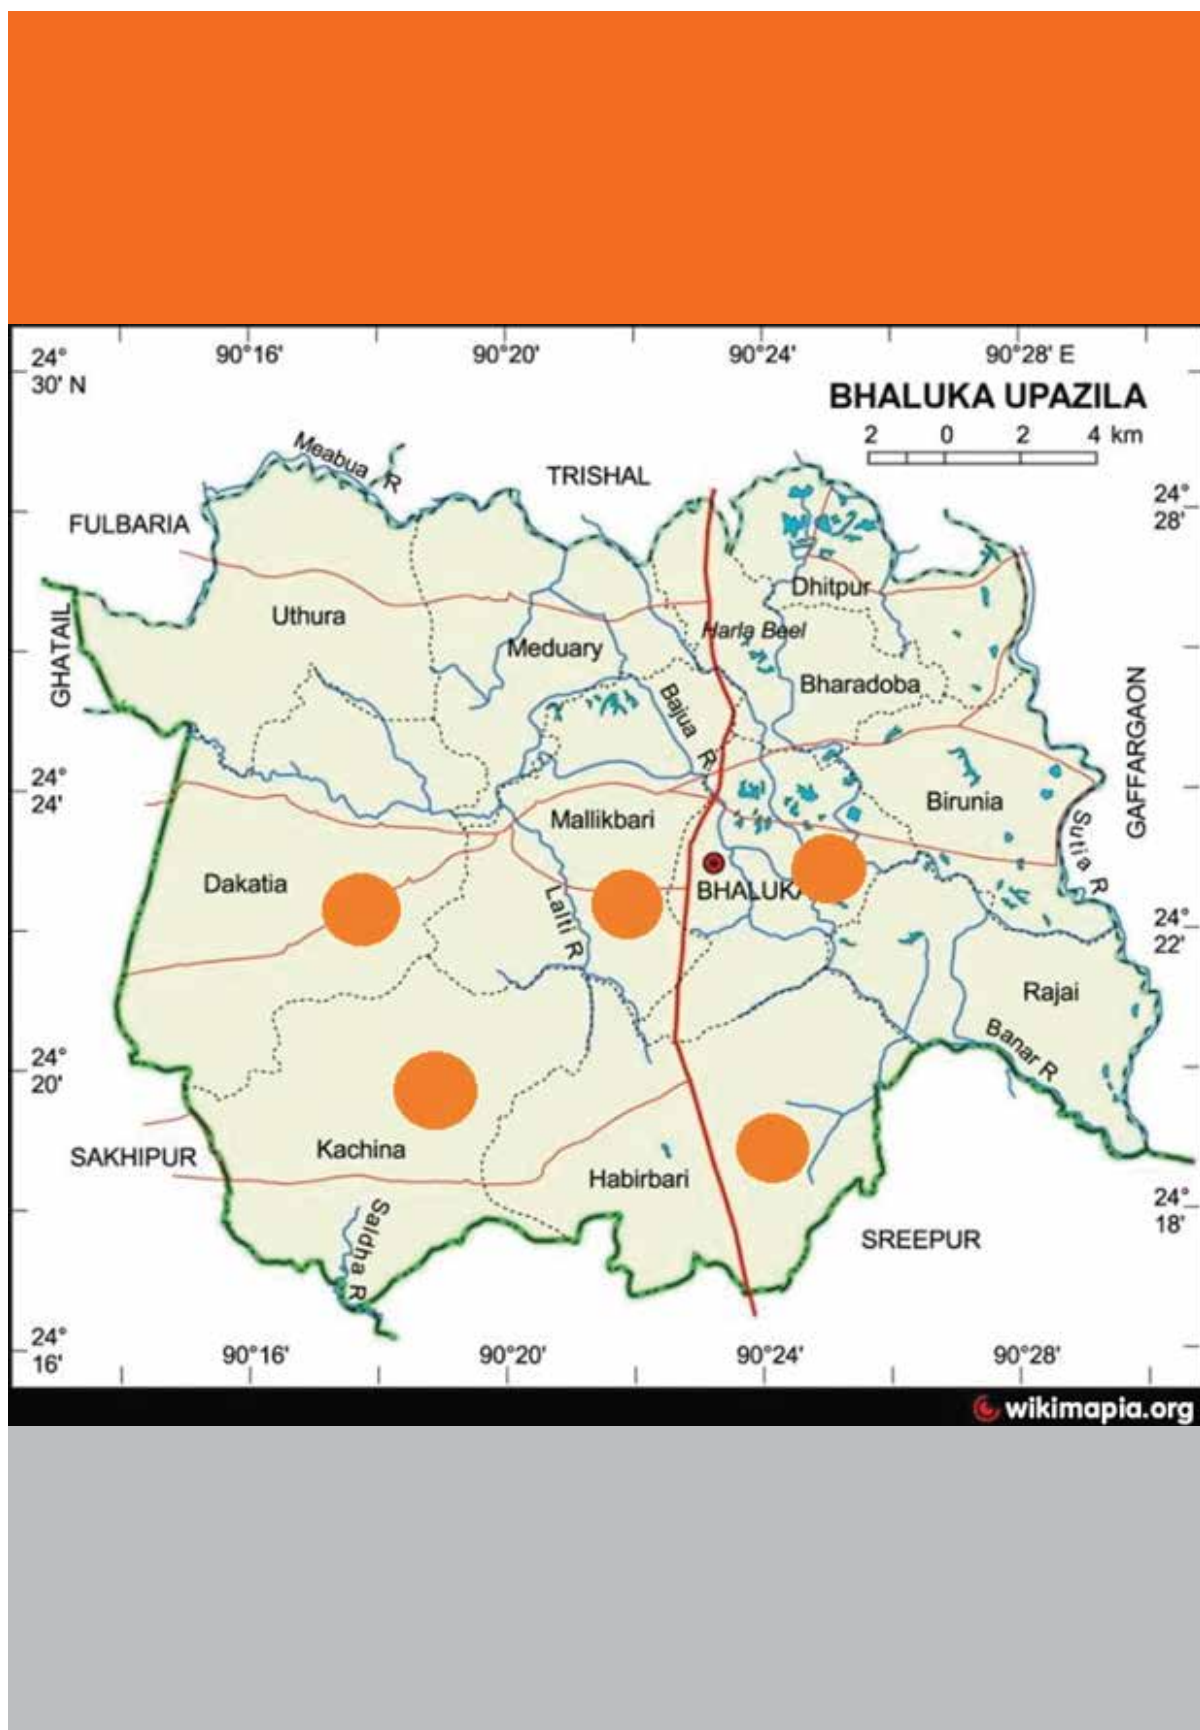 90°16'
90°20'
90°24'
90°28' E
24°
30' N
BHALUKA UPAZILA
2 0 2 4 km
Meabua R
TRISHAL
24°
28'
FULBARIA
Dhitpur
Uthura
Harla Beel
Meduary
GHATAIL
Bharadoba
Bajua R
GAFFARGAON
24°
24'
Birunia
Mallikbari
Sutia R
Dakatia
BHALUKA
Lalti R
24°
22'
Rajai
Banar R
24°
20'
Kachina
SAKHIPUR
Habirbari
24°
18'
Saldha R
SREEPUR
24°
16'
90°16'
90°20'
90°24'
90°28'
wikimapia.org